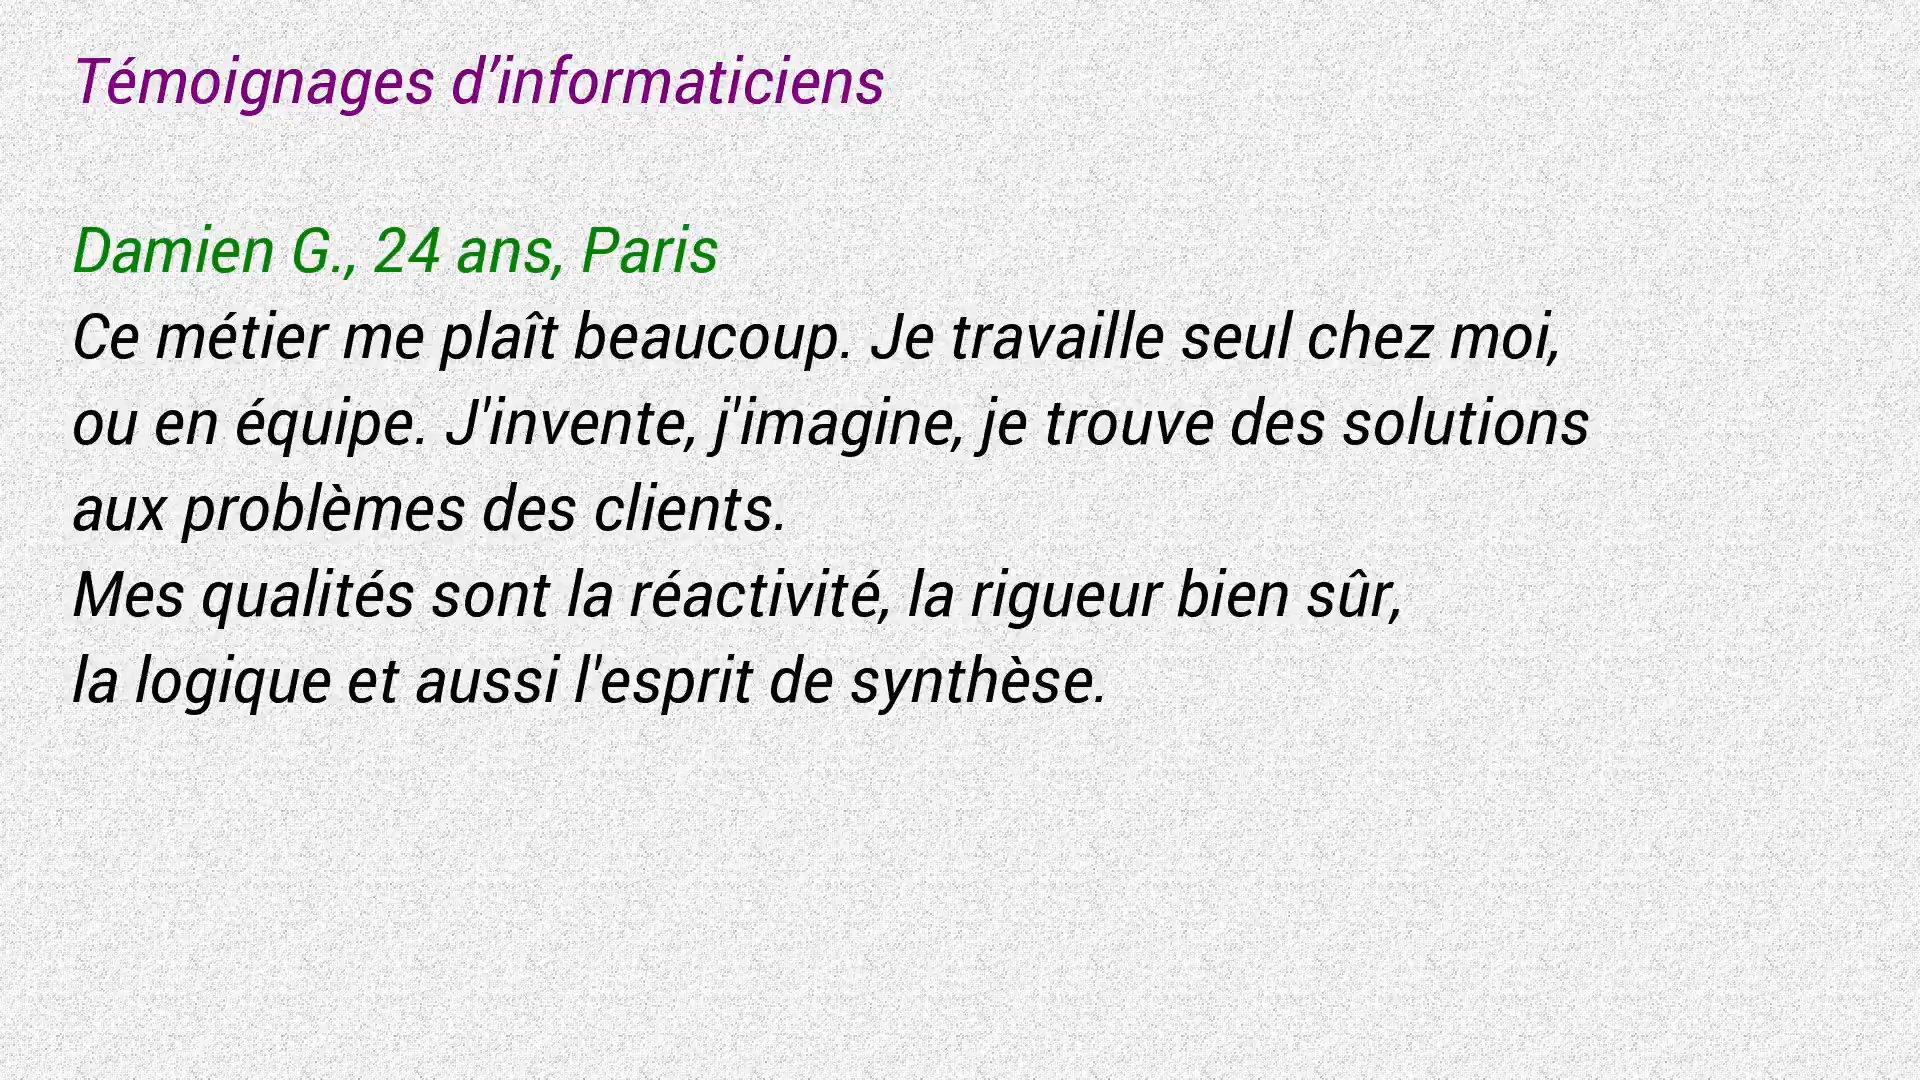 Témoignages d’informaticiens
Damien G., 24 ans, Paris
Ce métier me plaît beaucoup. Je travaille seul chez moi,
ou en équipe. J'invente, j'imagine, je trouve des solutions
aux problèmes des clients.
Mes qualités sont la réactivité, la rigueur bien sûr,
la logique et aussi l'esprit de synthèse.